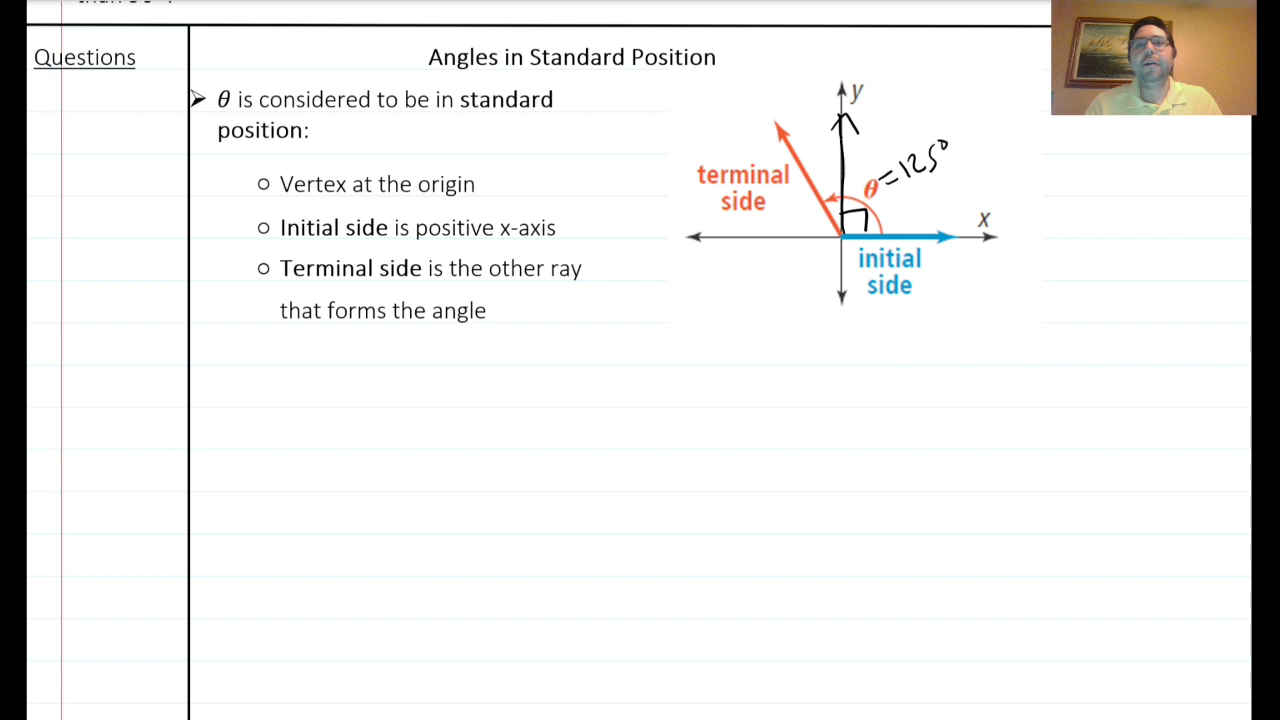 Questions
Angles in Standard Position
➢ θ is considered to be in standard
position:
○ Vertex at the origin
○ Initial side is positive x-axis
○ Terminal side is the other ray
that forms the angle
y
terminal
side
θ = 125°
x
initial
side